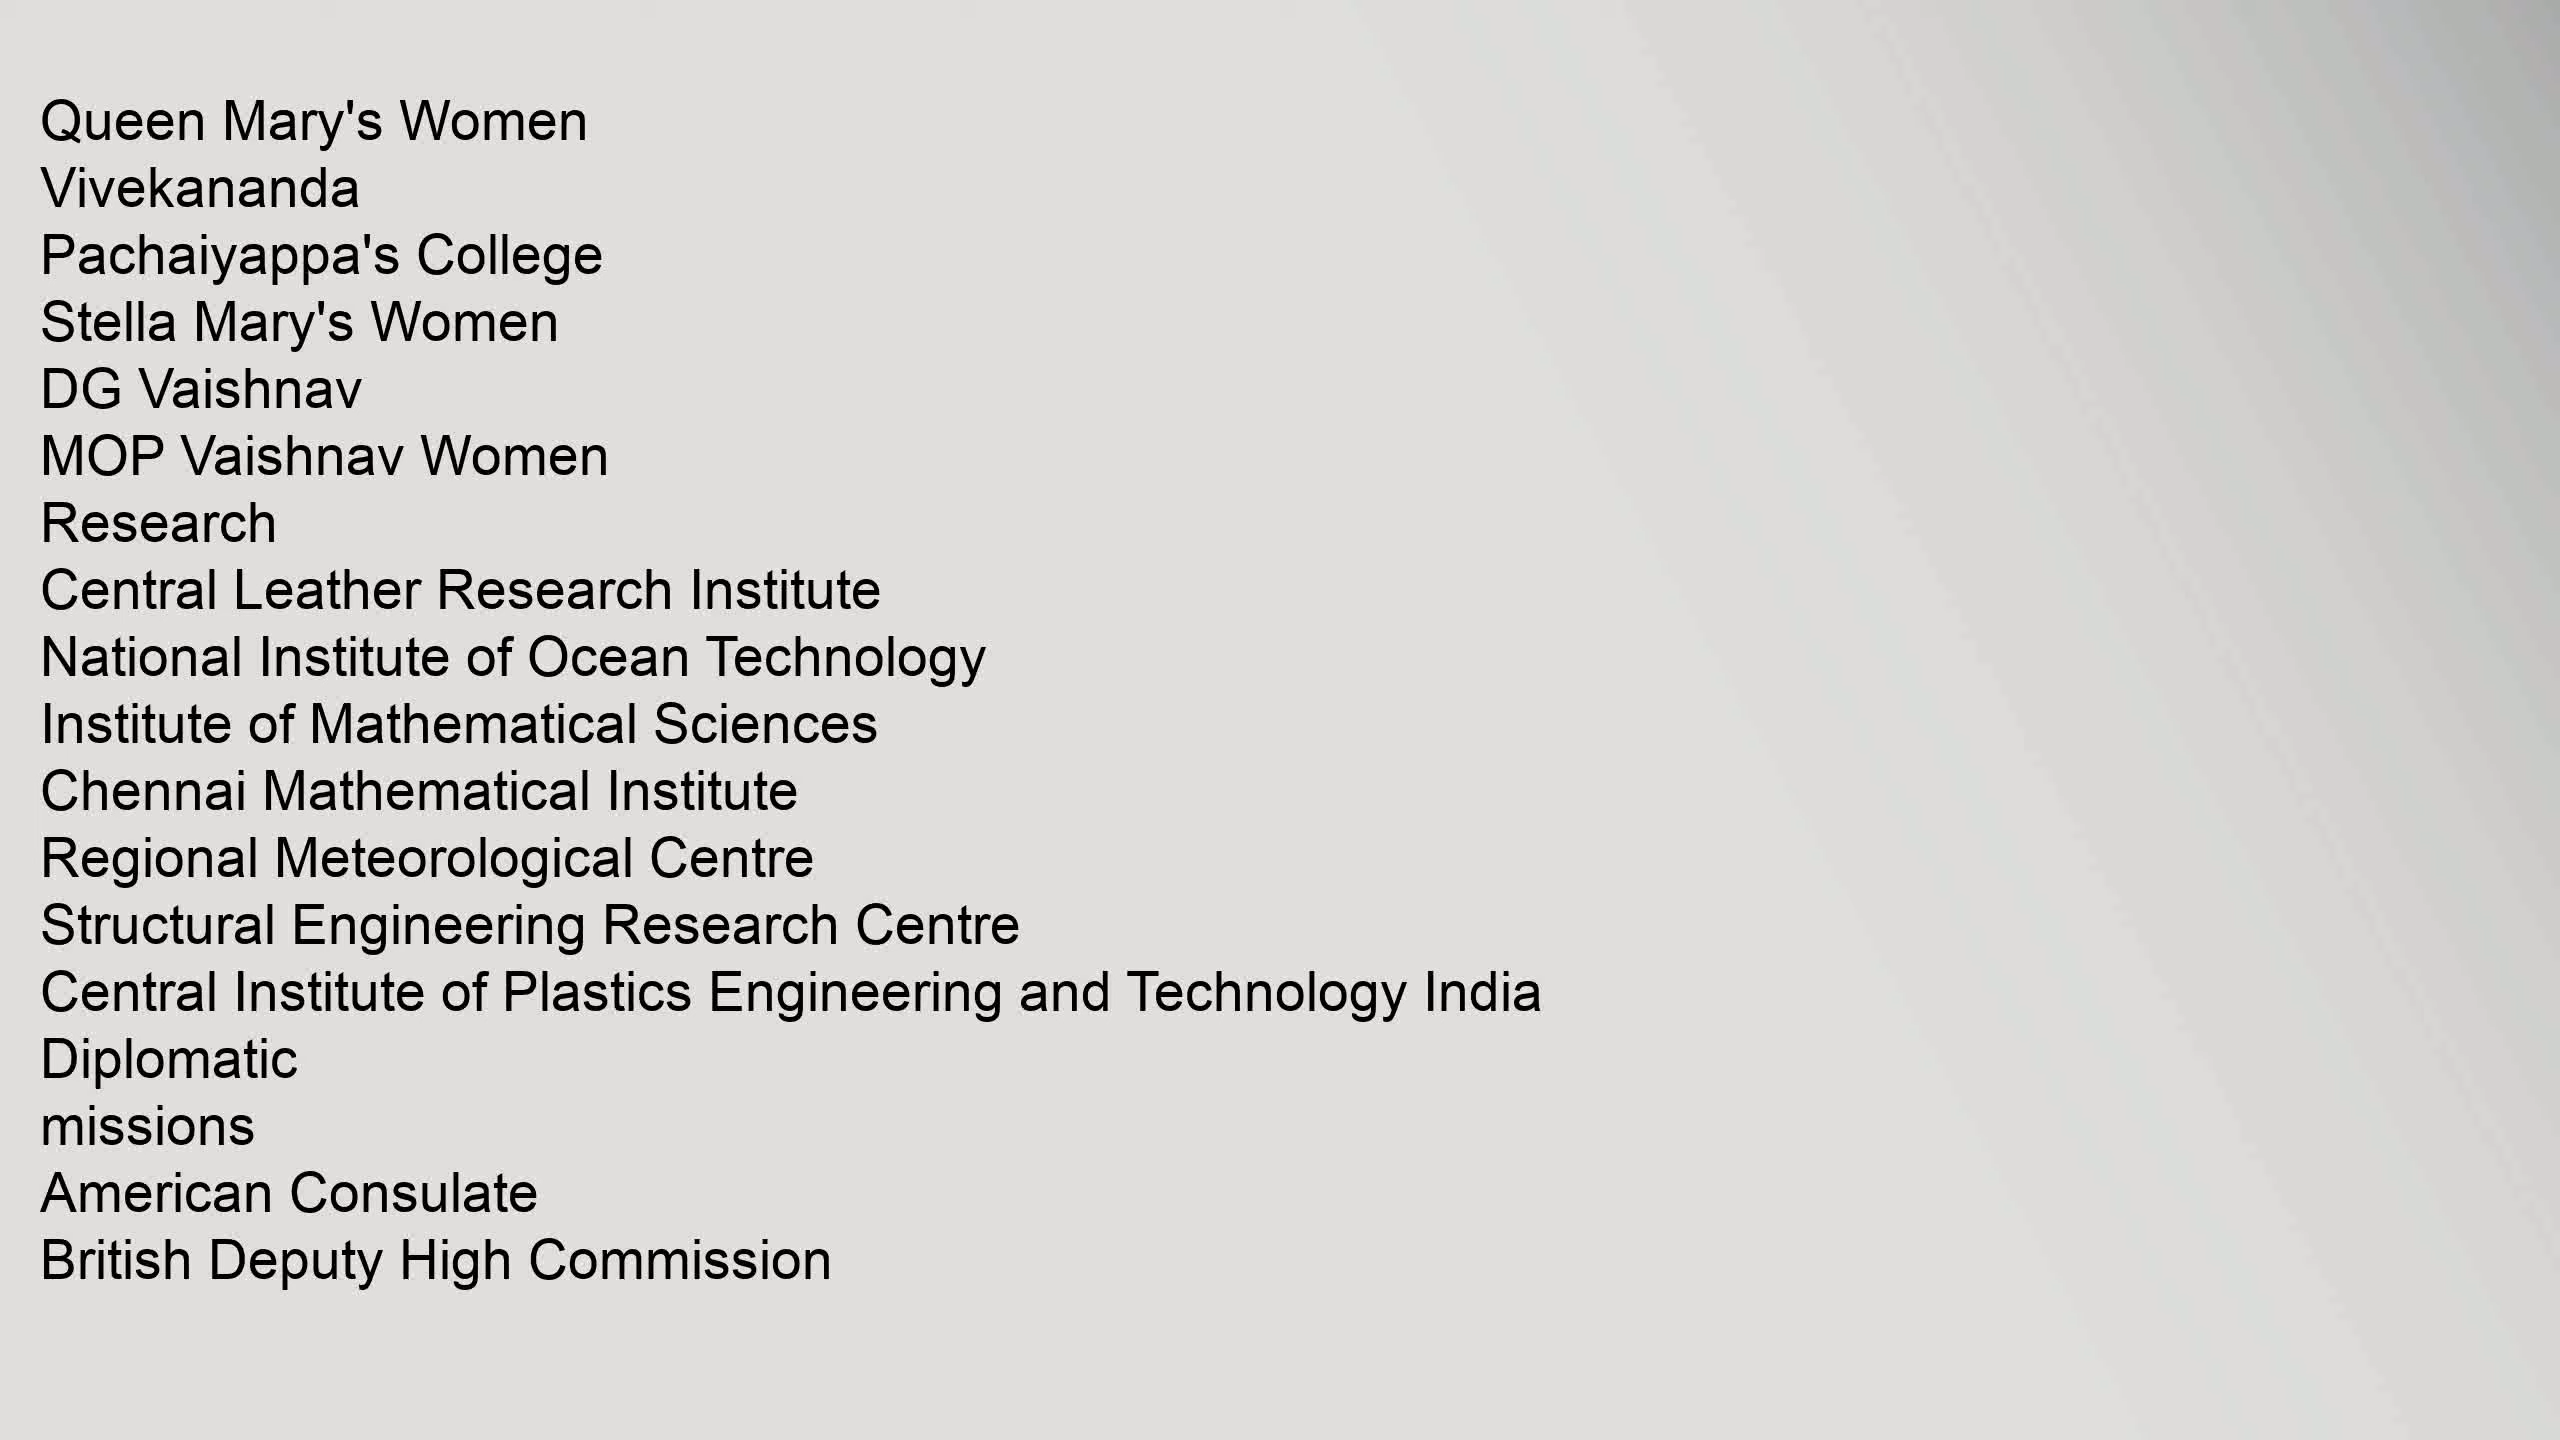 Queen Mary's Women
Vivekananda
Pachaiyappa's College
Stella Mary's Women
DG Vaishnav
MOP Vaishnav Women
Research
Central Leather Research Institute
National Institute of Ocean Technology
Institute of Mathematical Sciences
Chennai Mathematical Institute
Regional Meteorological Centre
Structural Engineering Research Centre
Central Institute of Plastics Engineering and Technology India
Diplomatic
missions
American Consulate
British Deputy High Commission